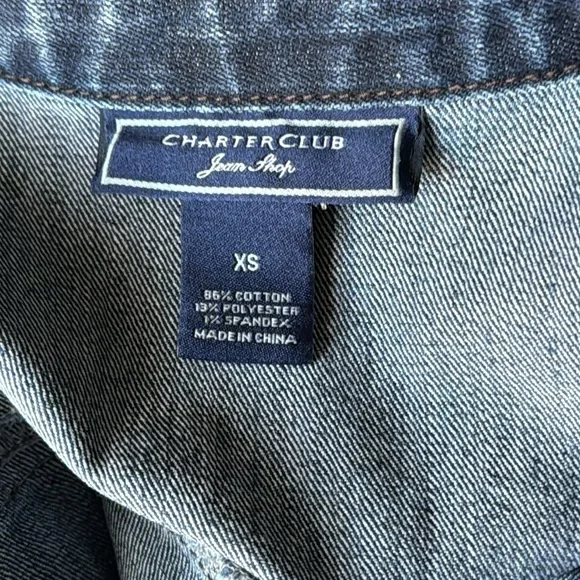 CHARTER CLUB
Jean Shop
XS
86% COTTON
13% POLYESTER
1% SPANDEX
MADE IN CHINA